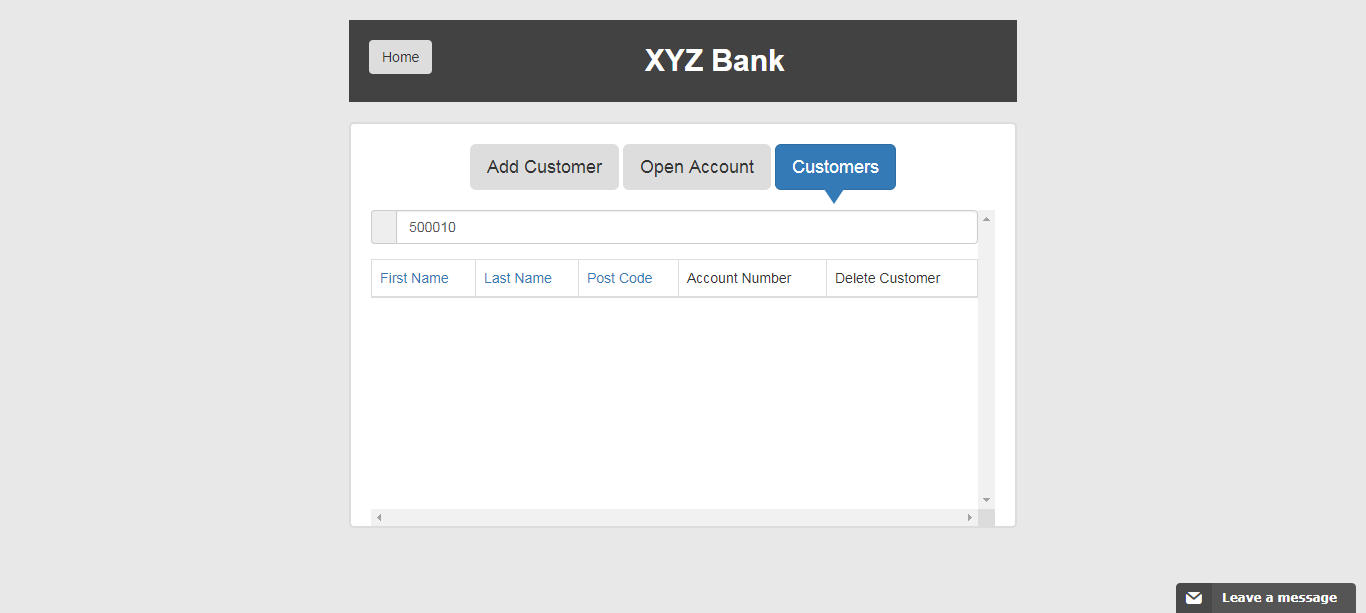 Home
XYZ Bank
Add Customer
Open Account
Customers
500010
First Name
Last Name
Post Code
Account Number
Delete Customer
Leave a message